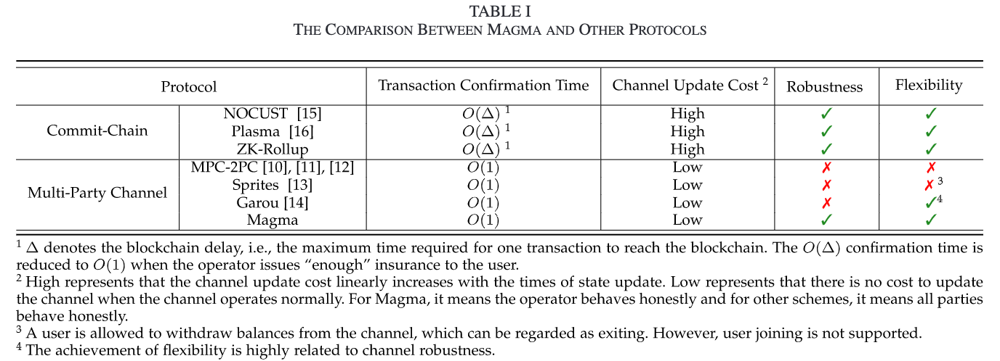 TABLE I
THE COMPARISON BETWEEN MAGMA AND OTHER PROTOCOLS
Protocol Transaction Confirmation Time Channel Update Cost ² Robustness Flexibility
Commit-Chain
NOCUST [15] O(Δ) ¹ High ✓ ✓
Plasma [16] O(Δ) ¹ High ✓ ✓
ZK-Rollup O(Δ) ¹ High ✓ ✓
Multi-Party Channel
MPC-2PC [10], [11], [12] O(1) Low ✗ ✗
Sprites [13] O(1) Low ✗ ✗ ³
Garou [14] O(1) Low ✗ ✓⁴
Magma O(1) Low ✓ ✓
¹ Δ denotes the blockchain delay, i.e., the maximum time required for one transaction to reach the blockchain. The O(Δ) confirmation time is
reduced to O(1) when the operator issues “enough” insurance to the user.
² High represents that the channel update cost linearly increases with the times of state update. Low represents that there is no cost to update
the channel when the channel operates normally. For Magma, it means the operator behaves honestly and for other schemes, it means all parties
behave honestly.
³ A user is allowed to withdraw balances from the channel, which can be regarded as exiting. However, user joining is not supported.
⁴ The achievement of flexibility is highly related to channel robustness.